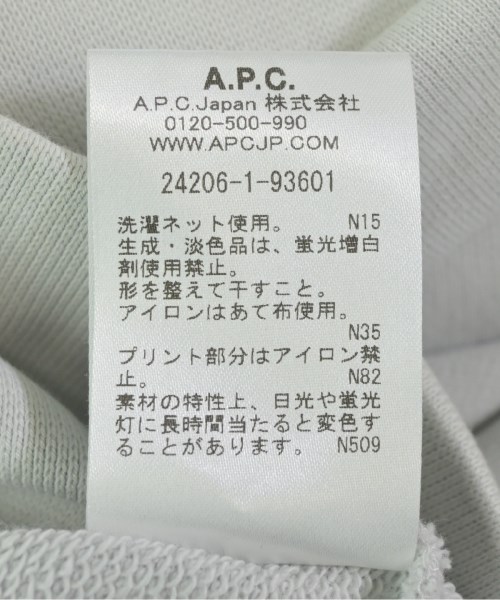 A.P.C.
A.P.C.Japan 株式会社
0120-500-990
WWW.APCJP.COM
24206-1-93601
洗濯ネット使用。 N15
生成・淡色品は、蛍光増白
剤使用禁止。
形を整えて干すこと。
アイロンはあて布使用。
N35
プリント部分はアイロン禁
止。 N82
素材の特性上、日光や蛍光
灯に長時間当たると変色す
ることがあります。 N509